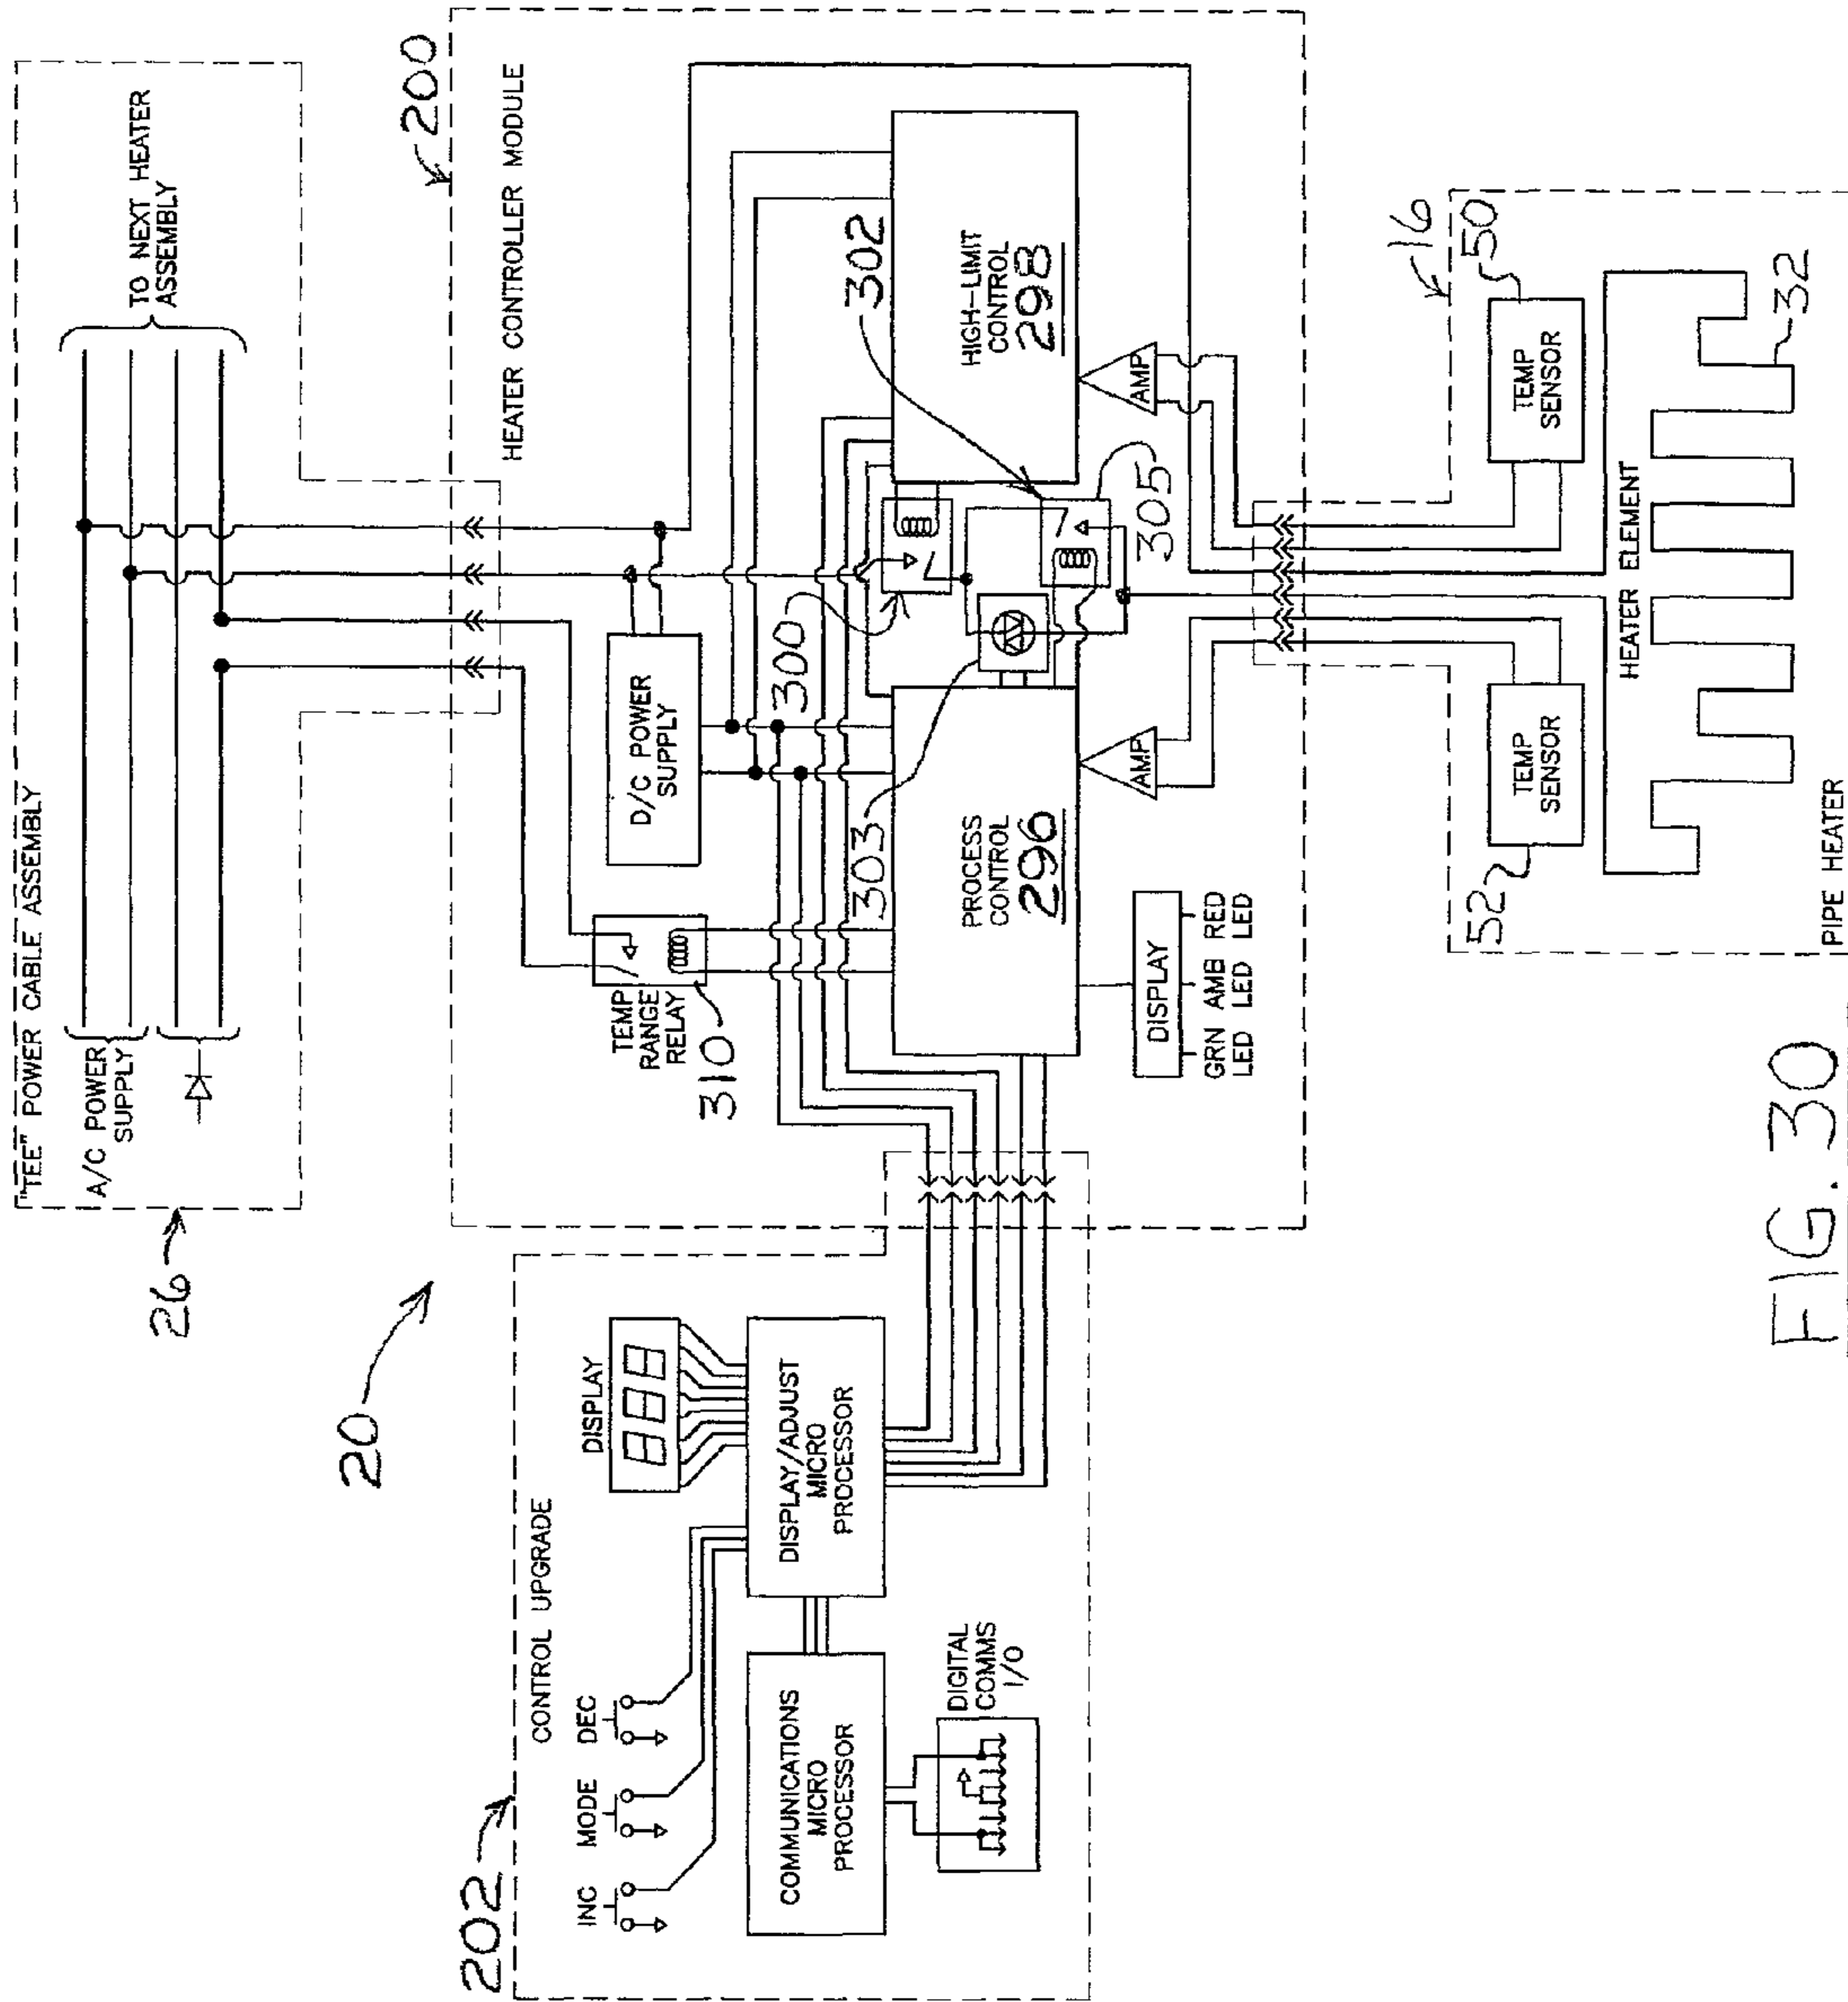 "TEE" POWER CABLE ASSEMBLY
A/C POWER
SUPPLY
TO NEXT HEATER
ASSEMBLY
26
20
200
HEATER CONTROLLER MODULE
D/C POWER
SUPPLY
TEMP
RANGE
RELAY
310
300
302
303
305
PROCESS
CONTROL
296
HIGH-LIMIT
CONTROL
298
AMP
AMP
DISPLAY
GRN AMB RED
LED LED LED
202
CONTROL UPGRADE
INC
MODE
DEC
DISPLAY
888
DISPLAY/ADJUST
MICRO
PROCESSOR
COMMUNICATIONS
MICRO
PROCESSOR
DIGITAL
COMMS
I/O
16
50
TEMP
SENSOR
52
TEMP
SENSOR
HEATER ELEMENT
32
PIPE HEATER
FIG. 30